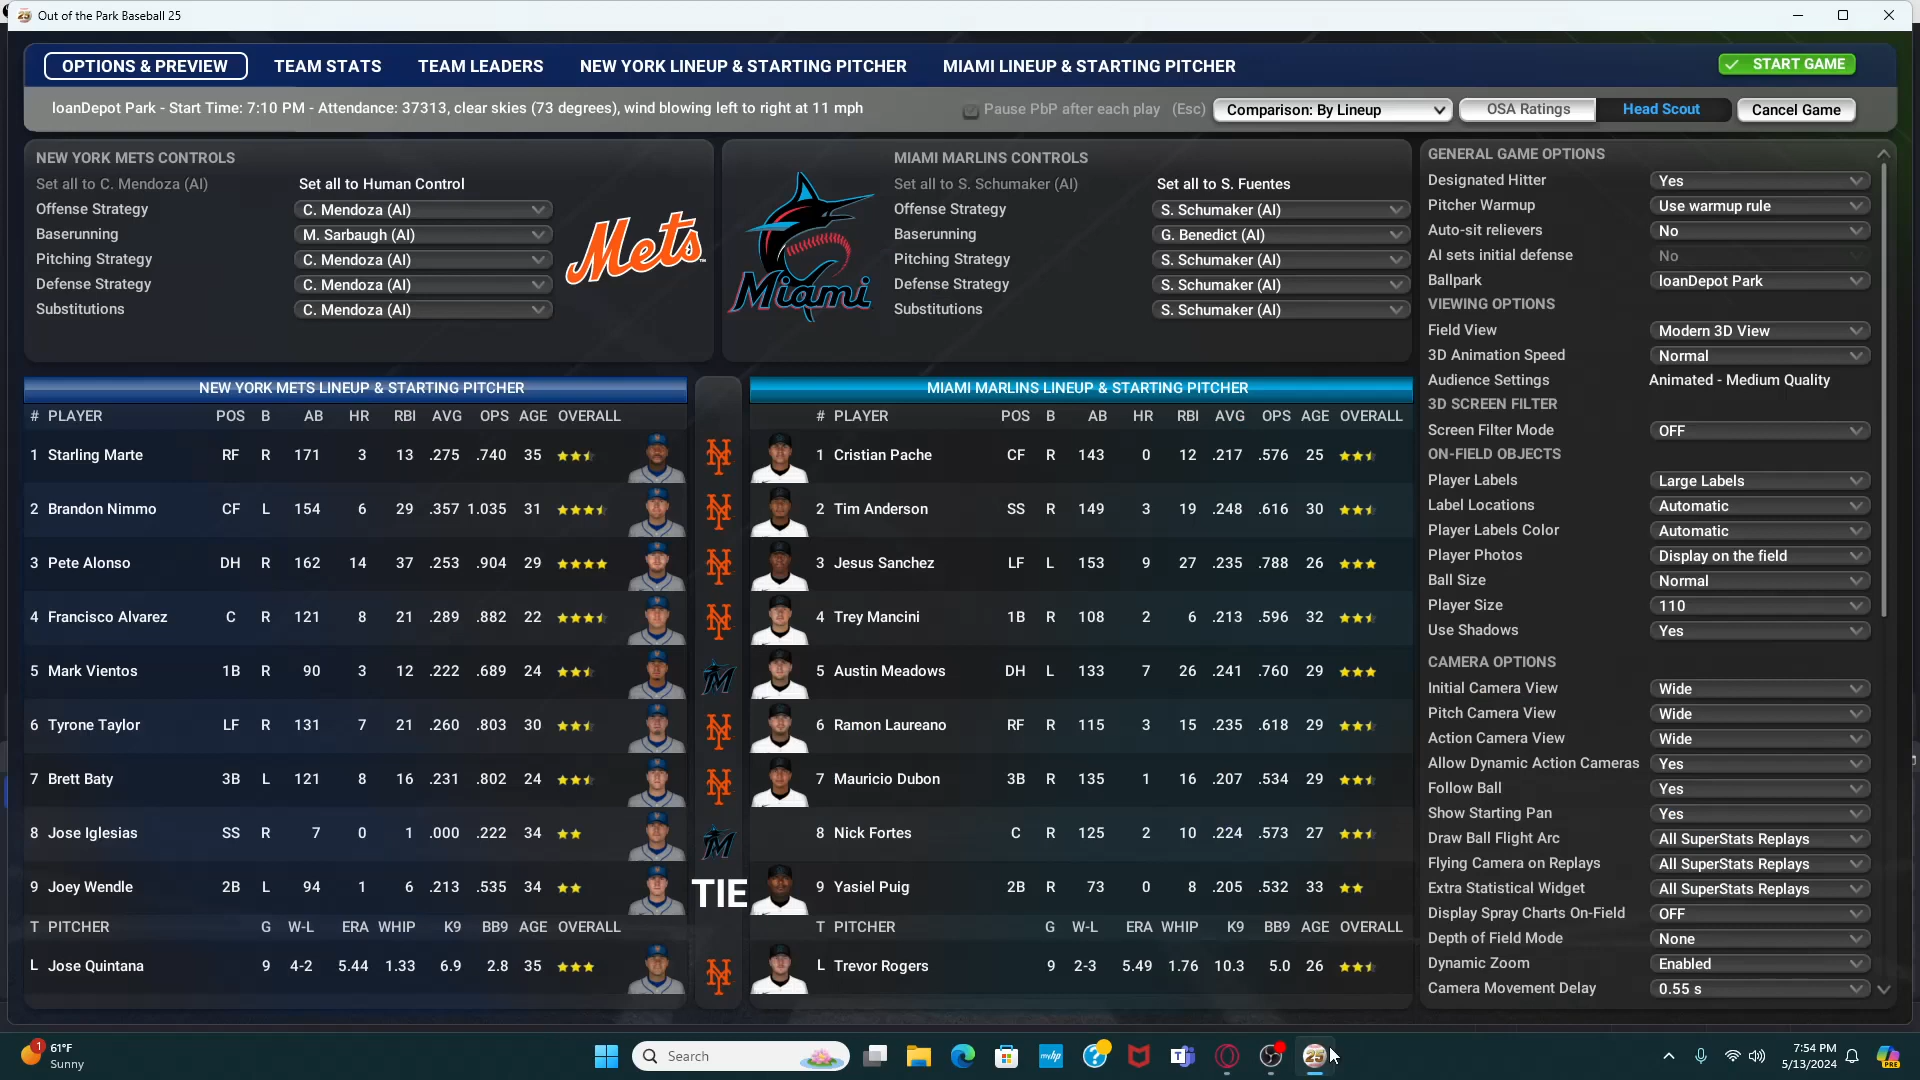 Out of the Park Baseball 25
OPTIONS & PREVIEW TEAM STATS TEAM LEADERS NEW YORK LINEUP & STARTING PITCHER MIAMI LINEUP & STARTING PITCHER START GAME
loanDepot Park - Start Time: 7:10 PM - Attendance: 37313, clear skies (73 degrees), wind blowing left to right at 11 mph Pause PbP after each play (Esc) Comparison: By Lineup OSA Ratings Head Scout Cancel Game
NEW YORK METS CONTROLS
Set all to C. Mendoza (AI) Set all to Human Control
Offense Strategy C. Mendoza (AI)
Baserunning M. Sarbaugh (AI)
Pitching Strategy C. Mendoza (AI)
Defense Strategy C. Mendoza (AI)
Substitutions C. Mendoza (AI)
Mets
Miami
MIAMI MARLINS CONTROLS
Set all to S. Schumaker (AI) Set all to S. Fuentes
Offense Strategy S. Schumaker (AI)
Baserunning G. Benedict (AI)
Pitching Strategy S. Schumaker (AI)
Defense Strategy S. Schumaker (AI)
Substitutions S. Schumaker (AI)
NEW YORK METS LINEUP & STARTING PITCHER
# PLAYER POS B AB HR RBI AVG OPS AGE OVERALL
1 Starling Marte RF R 171 3 13 .275 .740 35
2 Brandon Nimmo CF L 154 6 29 .357 1.035 31
3 Pete Alonso DH R 162 14 37 .253 .904 29
4 Francisco Alvarez C R 121 8 21 .289 .882 22
5 Mark Vientos 1B R 90 3 12 .222 .689 24
6 Tyrone Taylor LF R 131 7 21 .260 .803 30
7 Brett Baty 3B L 121 8 16 .231 .802 24
8 Jose Iglesias SS R 7 0 1 .000 .222 34
9 Joey Wendle 2B L 94 1 6 .213 .535 34
T PITCHER G W-L ERA WHIP K9 BB9 AGE OVERALL
L Jose Quintana 9 4-2 5.44 1.33 6.9 2.8 35
TIE
MIAMI MARLINS LINEUP & STARTING PITCHER
# PLAYER POS B AB HR RBI AVG OPS AGE OVERALL
1 Cristian Pache CF R 143 0 12 .217 .576 25
2 Tim Anderson SS R 149 3 19 .248 .616 30
3 Jesus Sanchez LF L 153 9 27 .235 .788 26
4 Trey Mancini 1B R 108 2 6 .213 .596 32
5 Austin Meadows DH L 133 7 26 .241 .760 29
6 Ramon Laureano RF R 115 3 15 .235 .618 29
7 Mauricio Dubon 3B R 135 1 16 .207 .534 29
8 Nick Fortes C R 125 2 10 .224 .573 27
9 Yasiel Puig 2B R 73 0 8 .205 .532 33
T PITCHER G W-L ERA WHIP K9 BB9 AGE OVERALL
L Trevor Rogers 9 2-3 5.49 1.76 10.3 5.0 26
GENERAL GAME OPTIONS
Designated Hitter Yes
Pitcher Warmup Use warmup rule
Auto-sit relievers No
AI sets initial defense No
Ballpark loanDepot Park
VIEWING OPTIONS
Field View Modern 3D View
3D Animation Speed Normal
Audience Settings Animated - Medium Quality
3D SCREEN FILTER
Screen Filter Mode OFF
ON-FIELD OBJECTS
Player Labels Large Labels
Label Locations Automatic
Player Labels Color Automatic
Player Photos Display on the field
Ball Size Normal
Player Size 110
Use Shadows Yes
CAMERA OPTIONS
Initial Camera View Wide
Pitch Camera View Wide
Action Camera View Wide
Allow Dynamic Action Cameras Yes
Follow Ball Yes
Show Starting Pan Yes
Draw Ball Flight Arc All SuperStats Replays
Flying Camera on Replays All SuperStats Replays
Extra Statistical Widget All SuperStats Replays
Display Spray Charts On-Field OFF
Depth of Field Mode None
Dynamic Zoom Enabled
Camera Movement Delay 0.55 s
1 61°F
Sunny
Search
myhp
25
7:54 PM
5/13/2024
PRE